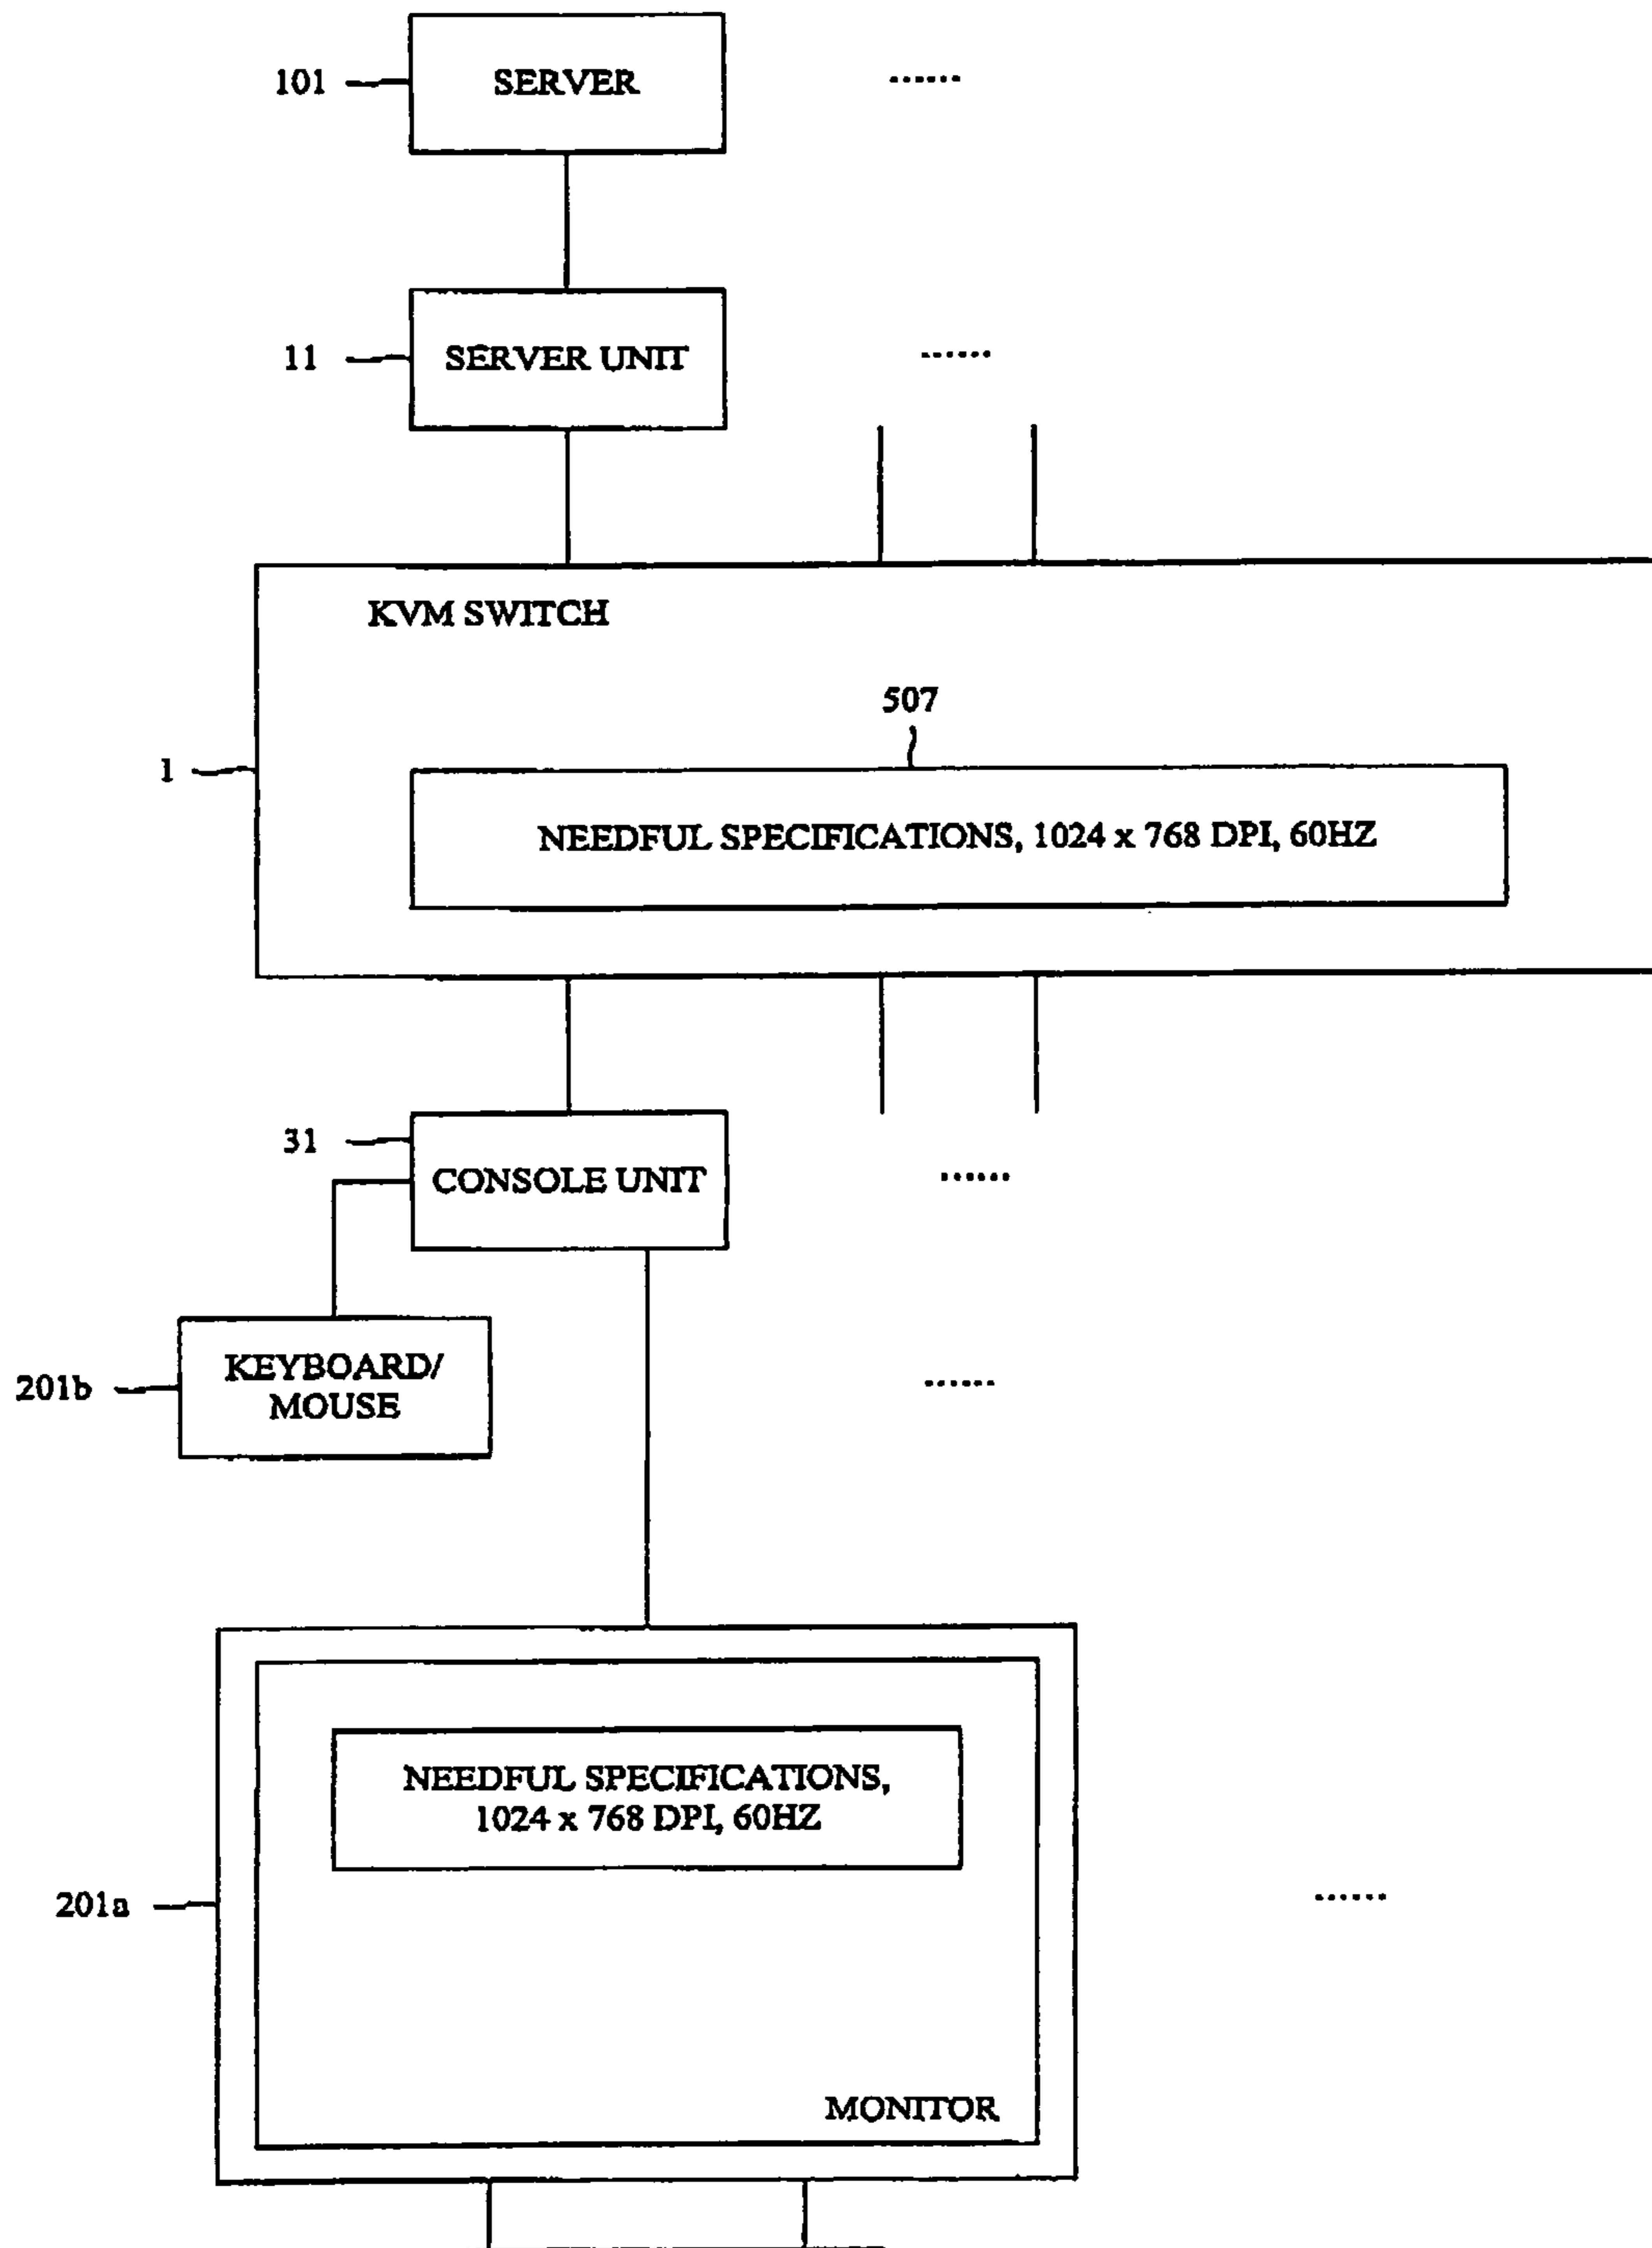 SERVER
101
......
SERVER UNIT
11
......
KVM SWITCH
507
1
NEEDFUL SPECIFICATIONS, 1024 x 768 DPI, 60HZ
31
CONSOLE UNIT
......
KEYBOARD/
MOUSE
201b
......
NEEDFUL SPECIFICATIONS,
1024 x 768 DPI, 60HZ
201a
......
MONITOR